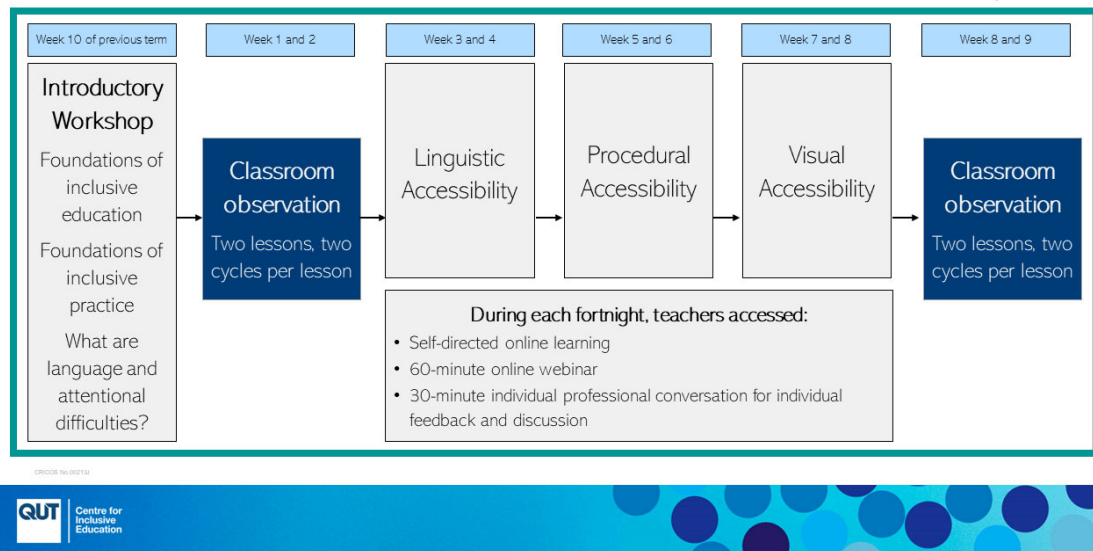 Week 10 of previous term
Week 1 and 2
Week 3 and 4
Week 5 and 6
Week 7 and 8
Week 8 and 9
Introductory
Workshop
Foundations of
inclusive
education
Foundations of
inclusive
practice
What are
language and
attentional
difficulties?
Classroom
observation
Two lessons, two
cycles per lesson
Linguistic
Accessibility
Procedural
Accessibility
Visual
Accessibility
Classroom
observation
Two lessons, two
cycles per lesson
During each fortnight, teachers accessed:
• Self-directed online learning
• 60-minute online webinar
• 30-minute individual professional conversation for individual
feedback and discussion
CRICOS No.00213J
QUT
Centre for
Inclusive
Education